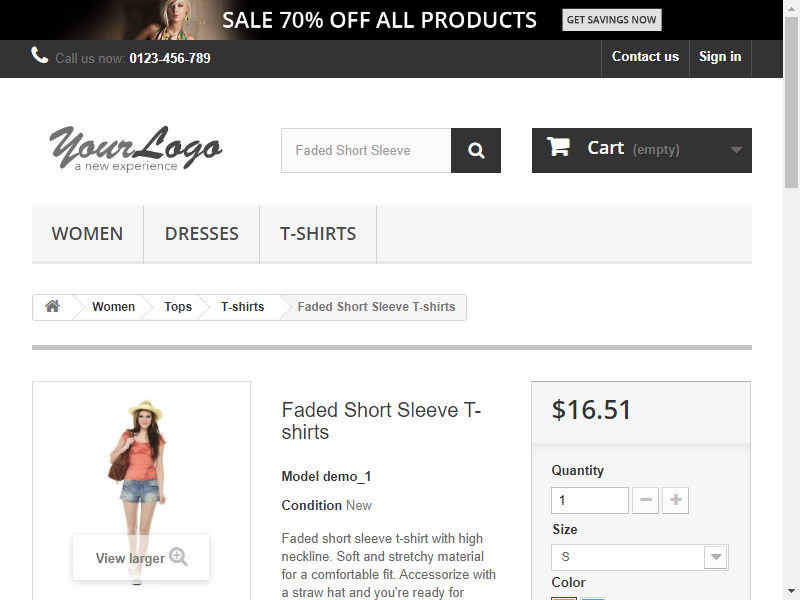 SALE 70% OFF ALL PRODUCTS GET SAVINGS NOW
Call us now: 0123-456-789 Contact us Sign in
YourLogo
a new experience
Faded Short Sleeve
Cart (empty)
WOMEN DRESSES T-SHIRTS
Women Tops T-shirts Faded Short Sleeve T-shirts
View larger
Faded Short Sleeve T-
shirts
Model demo_1
Condition New
Faded short sleeve t-shirt with high
neckline. Soft and stretchy material
for a comfortable fit. Accessorize with
a straw hat and you're ready for
$16.51
Quantity
1
Size
S
Color